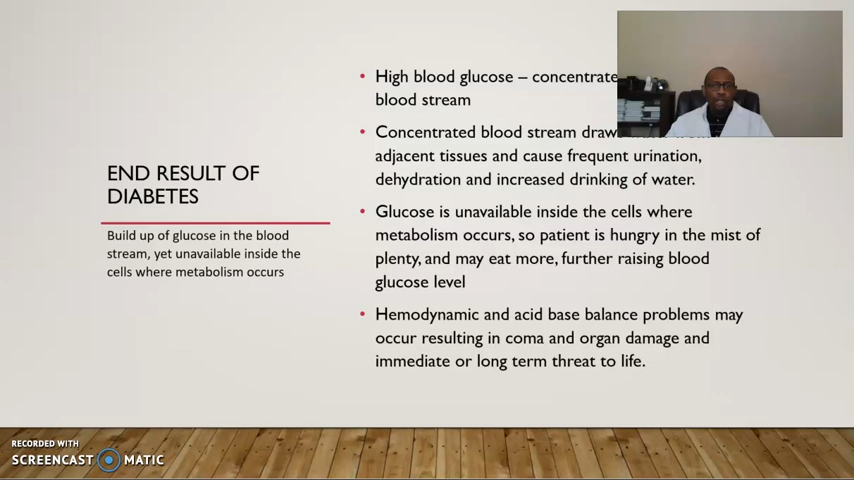 END RESULT OF
DIABETES
Build up of glucose in the blood
stream, yet unavailable inside the
cells where metabolism occurs
• High blood glucose – concentrate
blood stream
• Concentrated blood stream draw
adjacent tissues and cause frequent urination,
dehydration and increased drinking of water.
• Glucose is unavailable inside the cells where
metabolism occurs, so patient is hungry in the mist of
plenty, and may eat more, further raising blood
glucose level
• Hemodynamic and acid base balance problems may
occur resulting in coma and organ damage and
immediate or long term threat to life.
RECORDED WITH
SCREENCAST MATIC